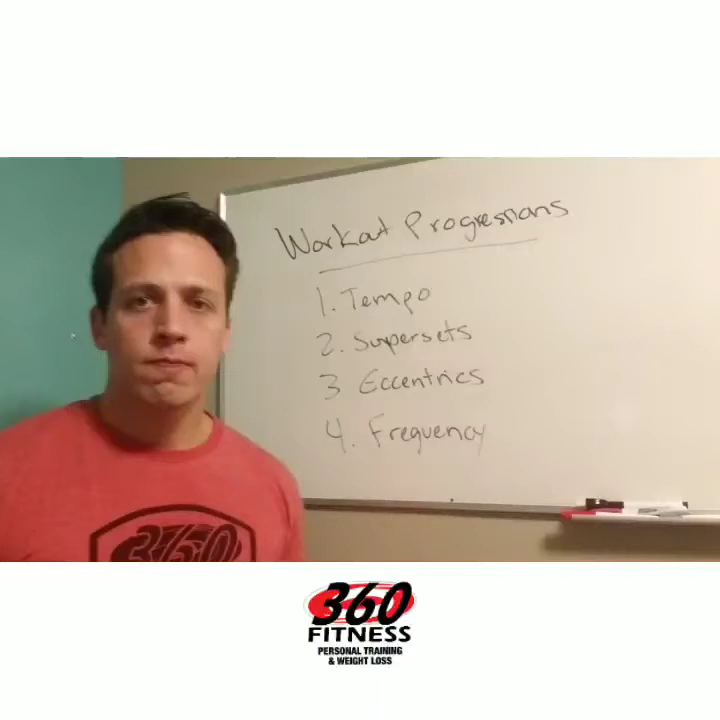 Workout Progressions
1. Tempo
2. Supersets
3 Eccentrics
4. Frequency
360
360
FITNESS
PERSONAL TRAINING
& WEIGHT LOSS